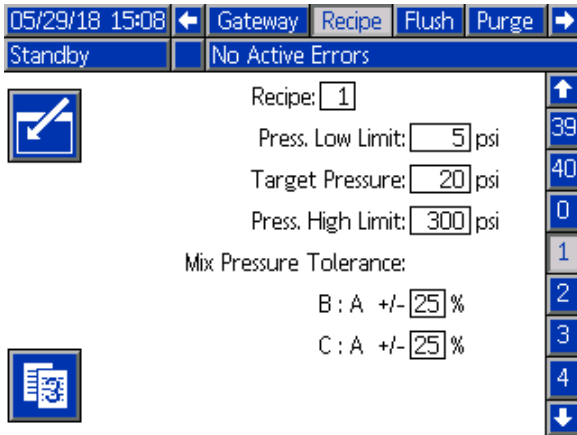 05/29/18 15:08 Gateway Recipe Flush Purge
Standby No Active Errors
Recipe: 1
Press. Low Limit: 5 psi
Target Pressure: 20 psi
Press. High Limit: 300 psi
Mix Pressure Tolerance:
B : A +/- 25 %
C : A +/- 25 %
3
39
40
0
1
2
3
4